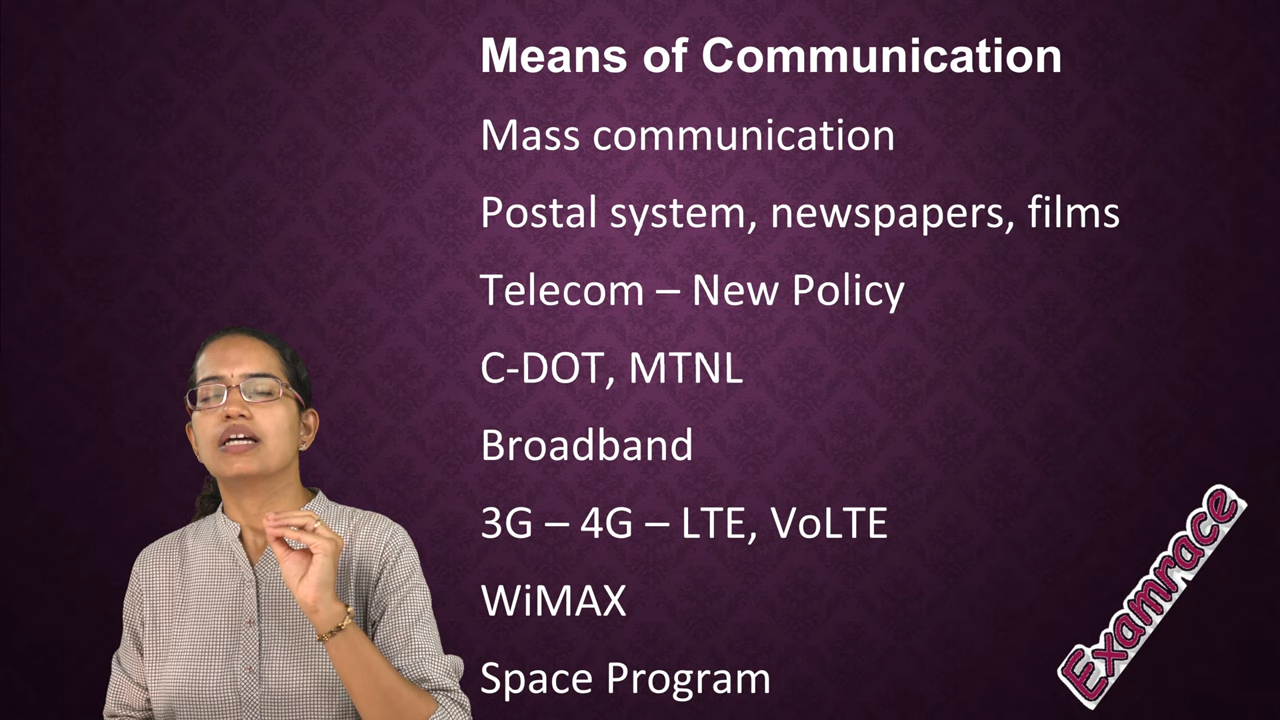 Means of Communication
Mass communication
Postal system, newspapers, films
Telecom – New Policy
C-DOT, MTNL
Broadband
3G – 4G – LTE, VoLTE
WiMAX
Space Program
Examrace